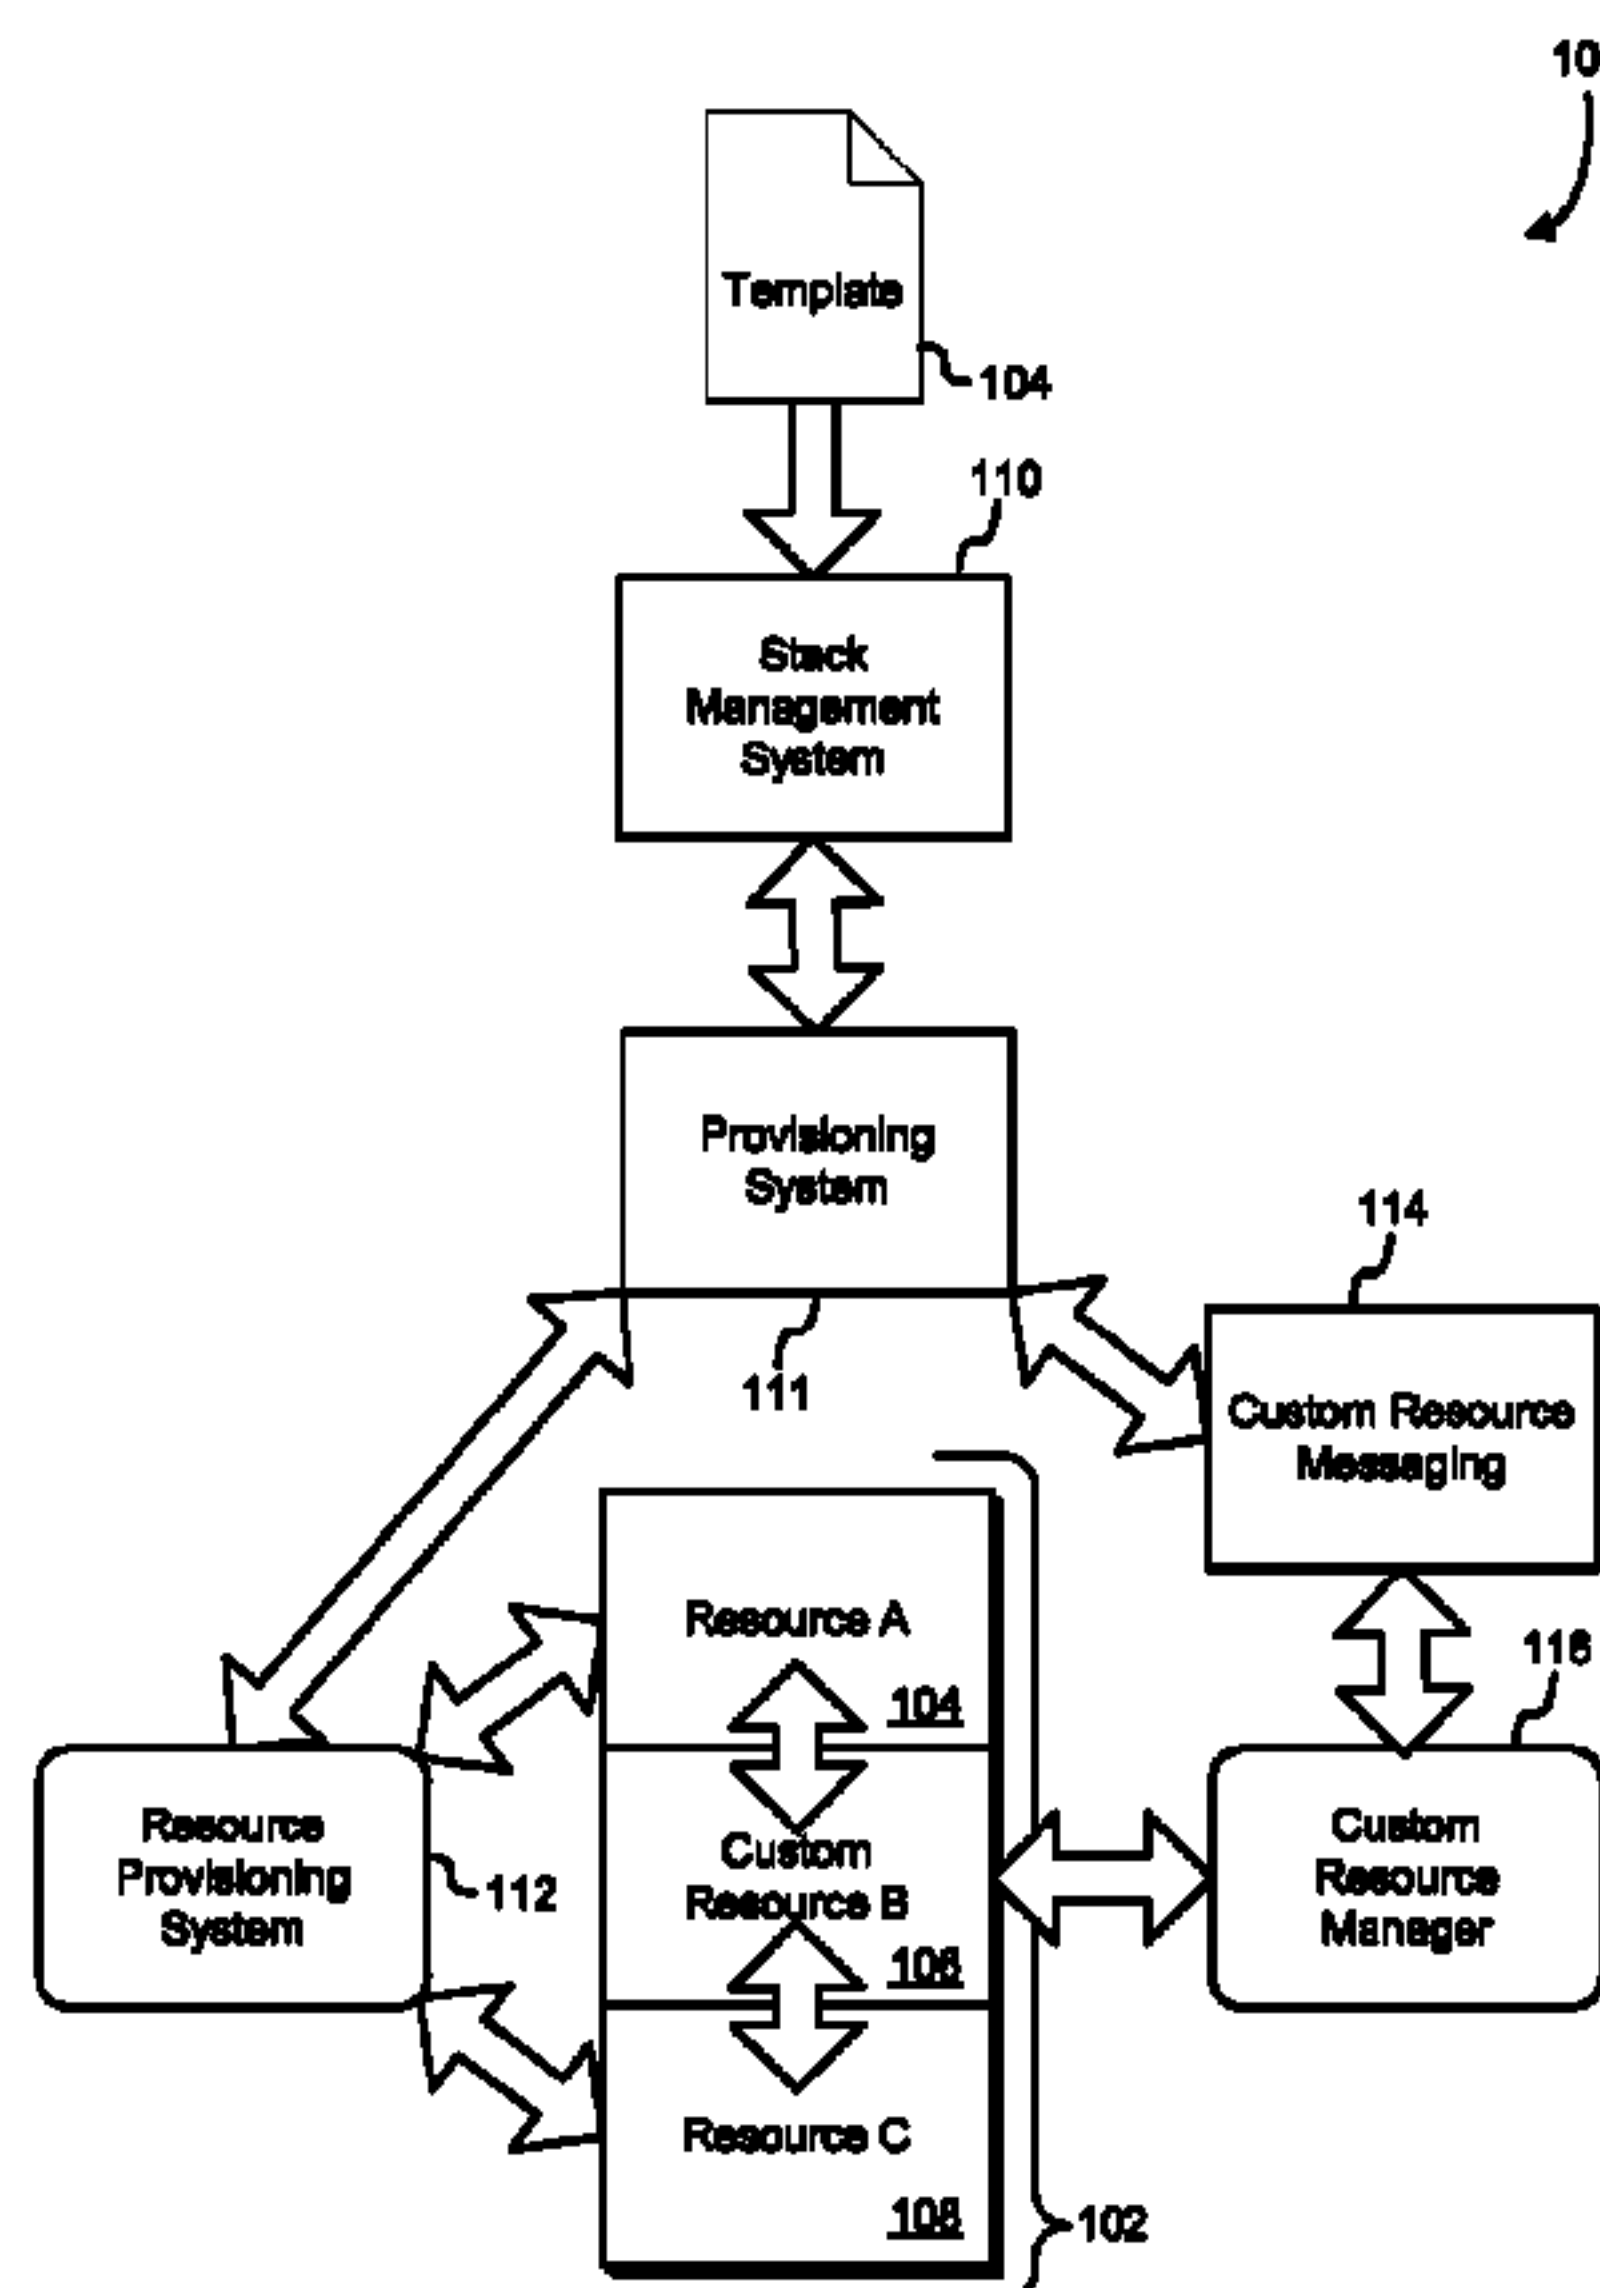 10
Template
104
110
Stack
Management
System
Provisioning
System
111
114
Custom Resource
Messaging
Resource A
104
116
Resource
Provisioning
System
112
Custom
Resource B
106
Custom
Resource
Manager
Resource C
108
102